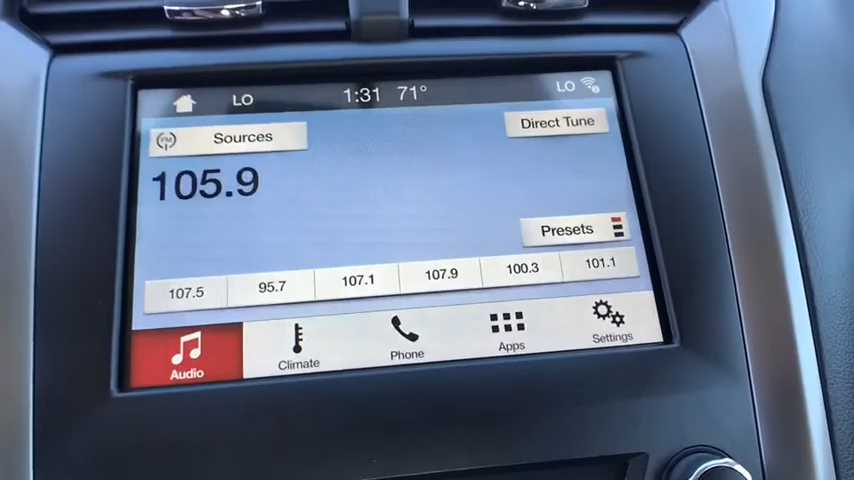 LO 1:31 71° LO
FM Sources Direct Tune
105.9
Presets
107.5 95.7 107.1 107.9 100.3 101.1
Audio Climate Phone Apps Settings